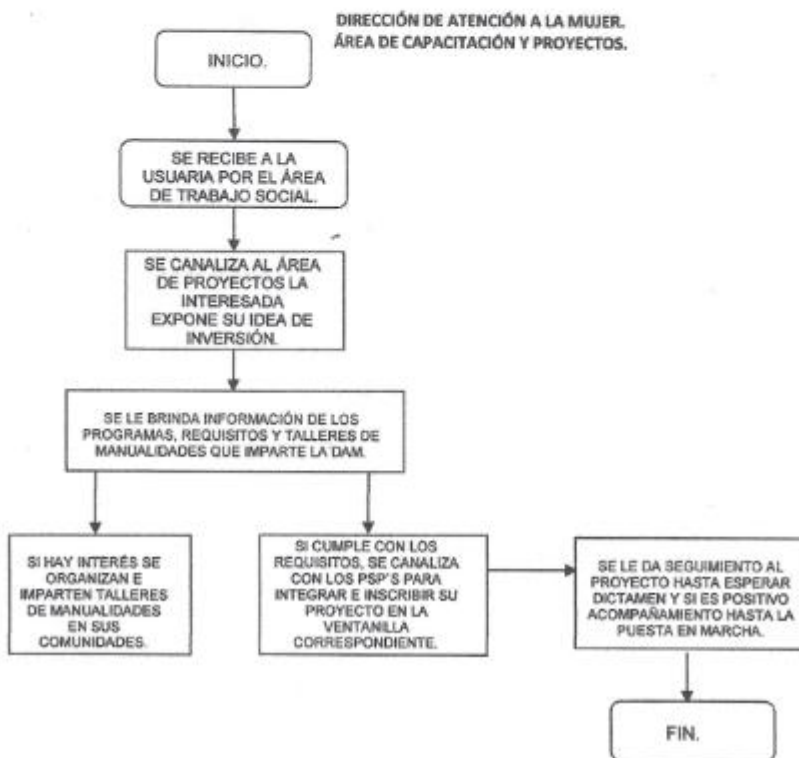 DIRECCIÓN DE ATENCIÓN A LA MUJER.
ÁREA DE CAPACITACIÓN Y PROYECTOS.
INICIO.
SE RECIBE A LA
USUARIA POR EL ÁREA
DE TRABAJO SOCIAL.
SE CANALIZA AL ÁREA
DE PROYECTOS LA
INTERESADA
EXPONE SU IDEA DE
INVERSIÓN.
SE LE BRINDA INFORMACIÓN DE LOS
PROGRAMAS, REQUISITOS Y TALLERES DE
MANUALIDADES QUE IMPARTE LA DAM.
SI HAY INTERÉS SE
ORGANIZAN E
IMPARTEN TALLERES
DE MANUALIDADES
EN SUS
COMUNIDADES.
SI CUMPLE CON LOS
REQUISITOS, SE CANALIZA
CON LOS PSP'S PARA
INTEGRAR E INSCRIBIR SU
PROYECTO EN LA
VENTANILLA
CORRESPONDIENTE.
SE LE DA SEGUIMIENTO AL
PROYECTO HASTA ESPERAR
DICTAMEN Y SI ES POSITIVO
ACOMPAÑAMIENTO HASTA LA
PUESTA EN MARCHA.
FIN.